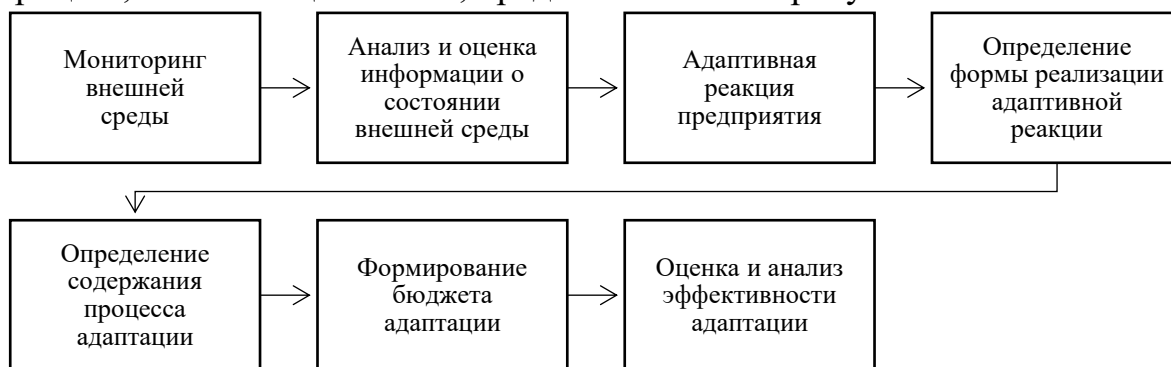 Мониторинг
внешней
среды
Анализ и оценка
информации о
состоянии
внешней среды
Адаптивная
реакция
предприятия
Определение
формы реализации
адаптивной
реакции
Определение
содержания
процесса
адаптации
Формирование
бюджета
адаптации
Оценка и анализ
эффективности
адаптации